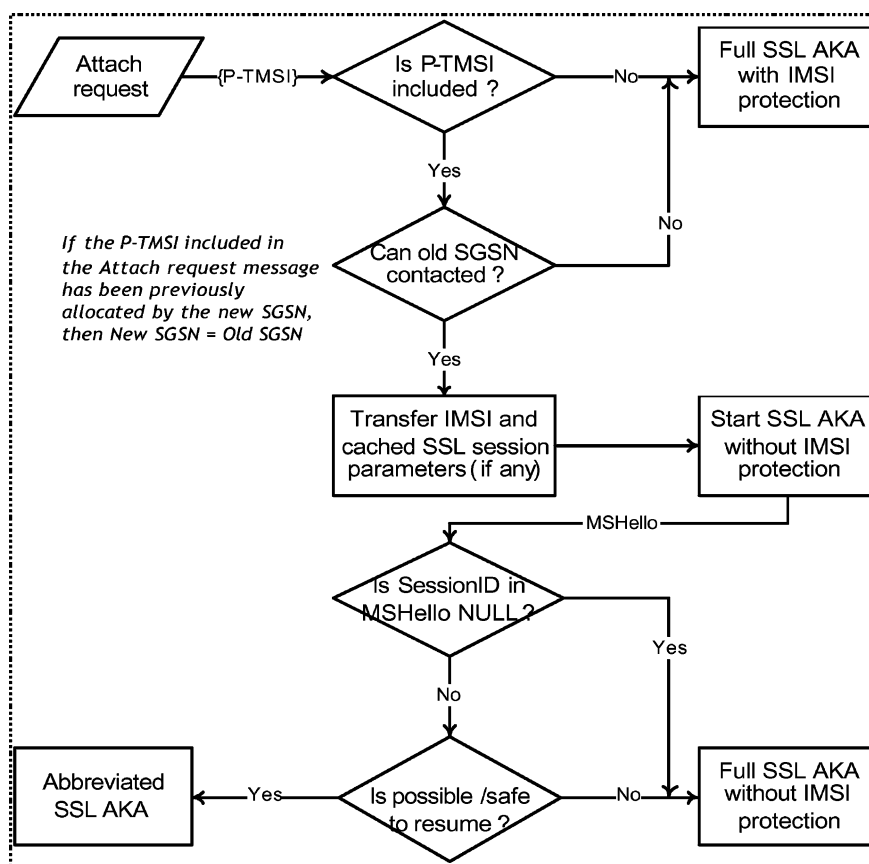 Attach
request
{P-TMSI}
Is P-TMSI
included ?
No
Full SSL AKA
with IMSI
protection
Yes
No
If the P-TMSI included in
the Attach request message
has been previously
allocated by the new SGSN,
then New SGSN = Old SGSN
Can old SGSN
contacted ?
Yes
Transfer IMSI and
cached SSL session
parameters (if any)
Start SSL AKA
without IMSI
protection
MSHello
Is SessionID in
MSHello NULL ?
Yes
No
Abbreviated
SSL AKA
Yes
Is possible /safe
to resume ?
No
Full SSL AKA
without IMSI
protection